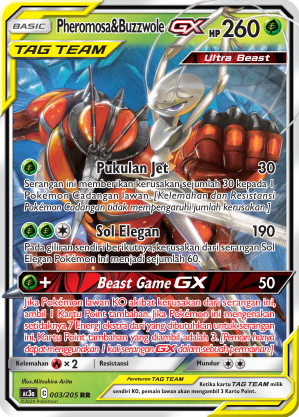 BASIC Pheromosa&Buzzwole GX HP 260
TAG TEAM
Ultra Beast
Pukulan Jet 30
Serangan ini memberikan kerusakan sejumlah 30 kepada 1
Pokémon Cadangan lawan. [Kelemahan dan Resistansi
Pokémon Cadangan tidak mempengaruhi jumlah kerusakan.]
Sol Elegan 190
Pada giliran sendiri berikutnya, kerusakan dari serangan Sol
Elegan Pokémon ini menjadi sejumlah 60.
+ Beast Game GX 50
Jika Pokémon lawan KO akibat kerusakan dari serangan ini,
ambil 1 Kartu Point tambahan. Jika Pokémon ini mengenakan
setidaknya 7 Energi ekstra dari yang dibutuhkan untuk serangan
ini, Kartu Point tambahan yang diambil adalah 3. [Pemain hanya
dapat menggunakan 1 kali serangan GX dalam sebuah permainan.]
Kelemahan ×2 Resistansi Mundur
Illus. Mitsuhiro Arita
AC3a G 003/205 RR
©2020 Pokémon
Peraturan TAG TEAM
Ketika kartu TAG TEAM milik
sendiri KO, pemain lawan akan mengambil 3 Kartu Point.